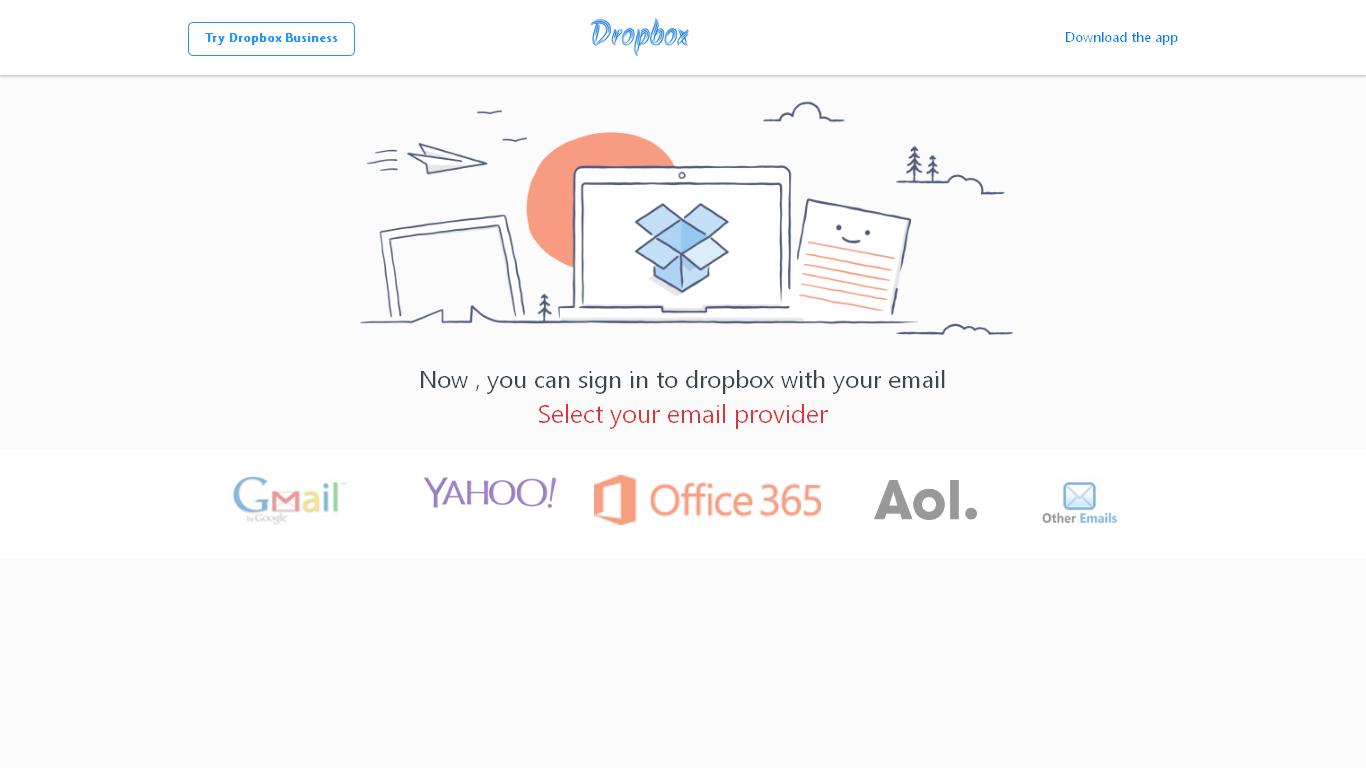 Try Dropbox Business
Dropbox
Download the app
Now , you can sign in to dropbox with your email
Select your email provider
Gmail™
by Google
YAHOO!
Office 365
Aol.
Other Emails